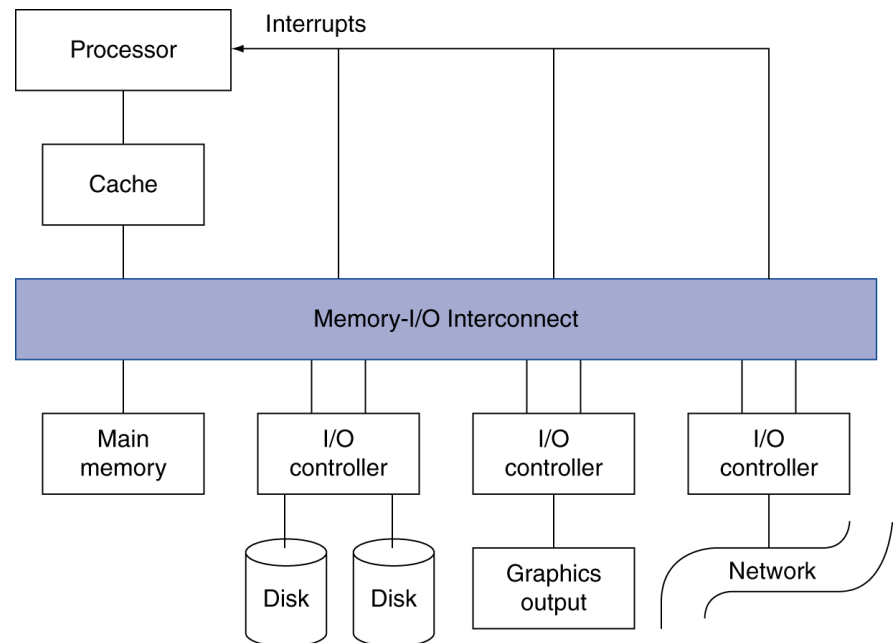 Interrupts
Processor
Cache
Memory-I/O Interconnect
Main
memory
I/O
controller
I/O
controller
I/O
controller
Disk
Disk
Graphics
output
Network